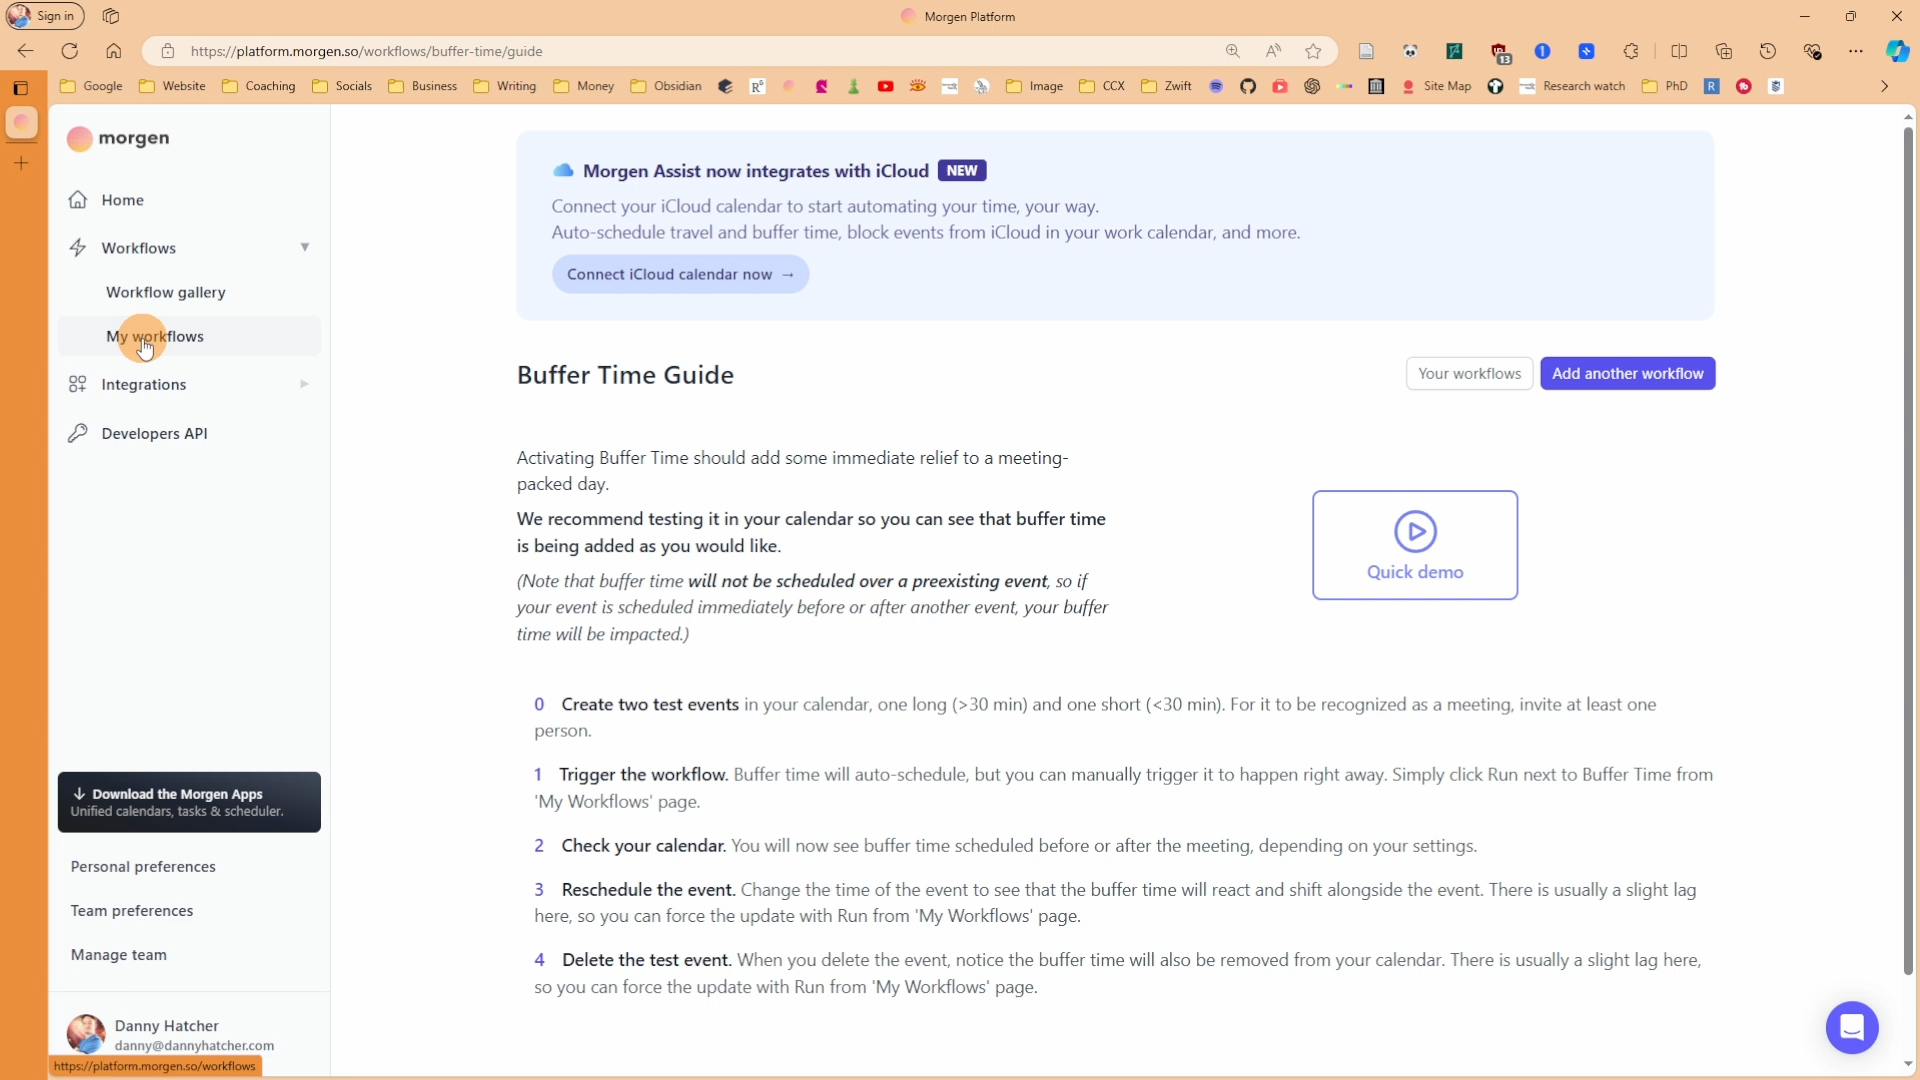 Sign in
Morgen Platform
https://platform.morgen.so/workflows/buffer-time/guide
13
Google
Website
Coaching
Socials
Business
Writing
Money
Obsidian
Image
CCX
Zwift
Site Map
Research watch
PhD
morgen
Home
Workflows
Workflow gallery
My workflows
Integrations
Developers API
↓ Download the Morgen Apps
Unified calendars, tasks & scheduler.
Personal preferences
Team preferences
Manage team
Danny Hatcher
danny@dannyhatcher.com
https://platform.morgen.so/workflows
Morgen Assist now integrates with iCloud NEW
Connect your iCloud calendar to start automating your time, your way.
Auto-schedule travel and buffer time, block events from iCloud in your work calendar, and more.
Connect iCloud calendar now →
Buffer Time Guide
Your workflows
Add another workflow
Activating Buffer Time should add some immediate relief to a meeting-
packed day.
We recommend testing it in your calendar so you can see that buffer time
is being added as you would like.
(Note that buffer time will not be scheduled over a preexisting event, so if
your event is scheduled immediately before or after another event, your buffer
time will be impacted.)
Quick demo
0 Create two test events in your calendar, one long (>30 min) and one short (<30 min). For it to be recognized as a meeting, invite at least one
person.
1 Trigger the workflow. Buffer time will auto-schedule, but you can manually trigger it to happen right away. Simply click Run next to Buffer Time from
'My Workflows' page.
2 Check your calendar. You will now see buffer time scheduled before or after the meeting, depending on your settings.
3 Reschedule the event. Change the time of the event to see that the buffer time will react and shift alongside the event. There is usually a slight lag
here, so you can force the update with Run from 'My Workflows' page.
4 Delete the test event. When you delete the event, notice the buffer time will also be removed from your calendar. There is usually a slight lag here,
so you can force the update with Run from 'My Workflows' page.